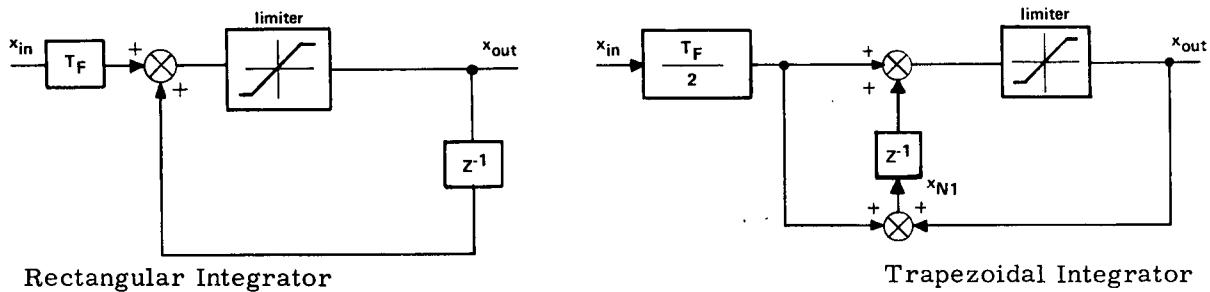 limiter
x_in
T_F
+
+
x_out
Z^-1
Rectangular Integrator
limiter
x_in
T_F
2
+
+
x_out
Z^-1
x_N1
+
+
Trapezoidal Integrator